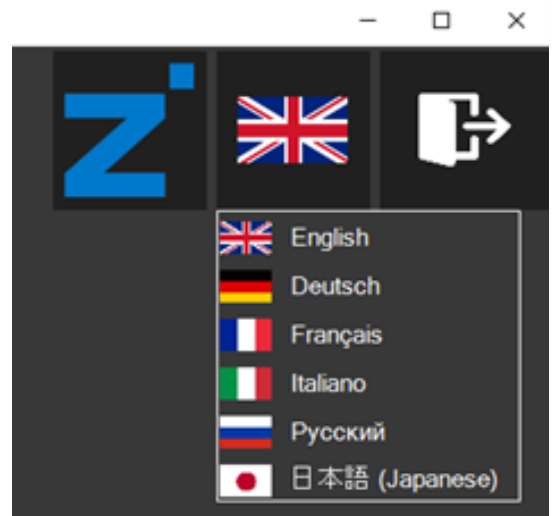 z
English
Deutsch
Français
Italiano
Русский
日本語 (Japanese)